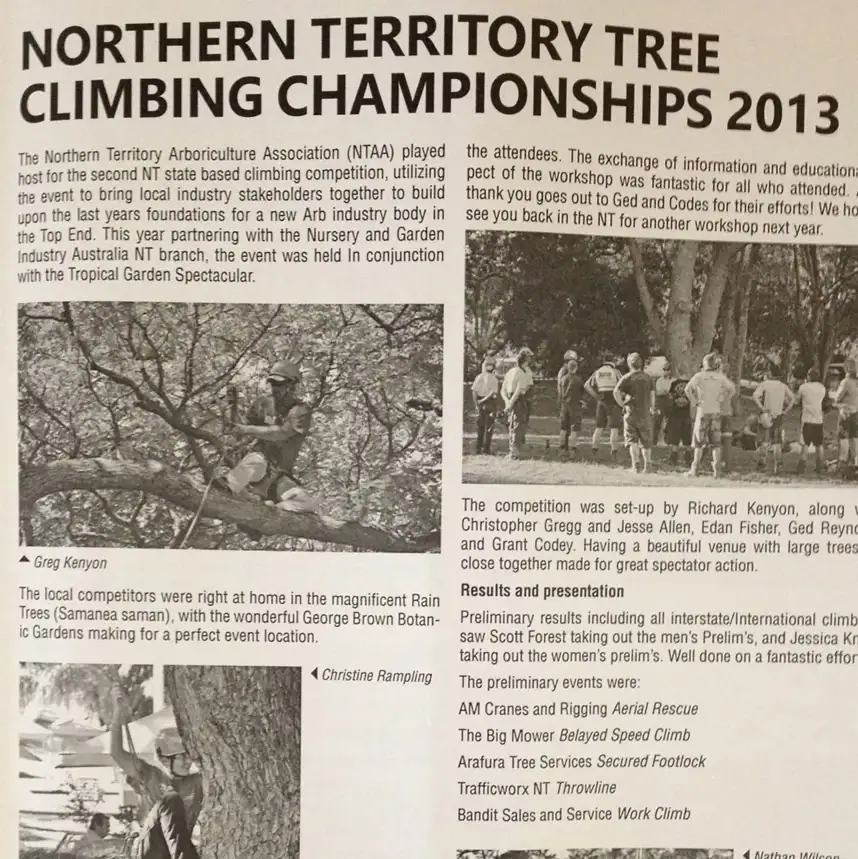 NORTHERN TERRITORY TREE
CLIMBING CHAMPIONSHIPS 2013
The Northern Territory Arboriculture Association (NTAA) played
host for the second NT state based climbing competition, utilizing
the event to bring local industry stakeholders together to build
upon the last years foundations for a new Arb industry body in
the Top End. This year partnering with the Nursery and Garden
Industry Australia NT branch, the event was held In conjunction
with the Tropical Garden Spectacular.
Greg Kenyon
The local competitors were right at home in the magnificent Rain
Trees (Samanea saman), with the wonderful George Brown Botan-
ic Gardens making for a perfect event location.
Christine Rampling
the attendees. The exchange of information and
pect of the workshop was fantastic for all who attended.
thank you goes out to Ged and Codes for their efforts! We
see you back in the NT for another workshop next year.
The competition was set-up by Richard Kenyon, along
Christopher Gregg and Jesse Allen, Edan Fisher, Ged
and Grant Codey. Having a beautiful venue with large trees
close together made for great spectator action.
Results and presentation
Preliminary results including all interstate/International
saw Scott Forest taking out the men's Prelim's, and Jessica
taking out the women's prelim's. Well done on a fantastic
The preliminary events were:
AM Cranes and Rigging Aerial Rescue
The Big Mower Belayed Speed Climb
Arafura Tree Services Secured Footlock
Trafficworx NT Throwline
Bandit Sales and Service Work Climb
Nathan Wilson